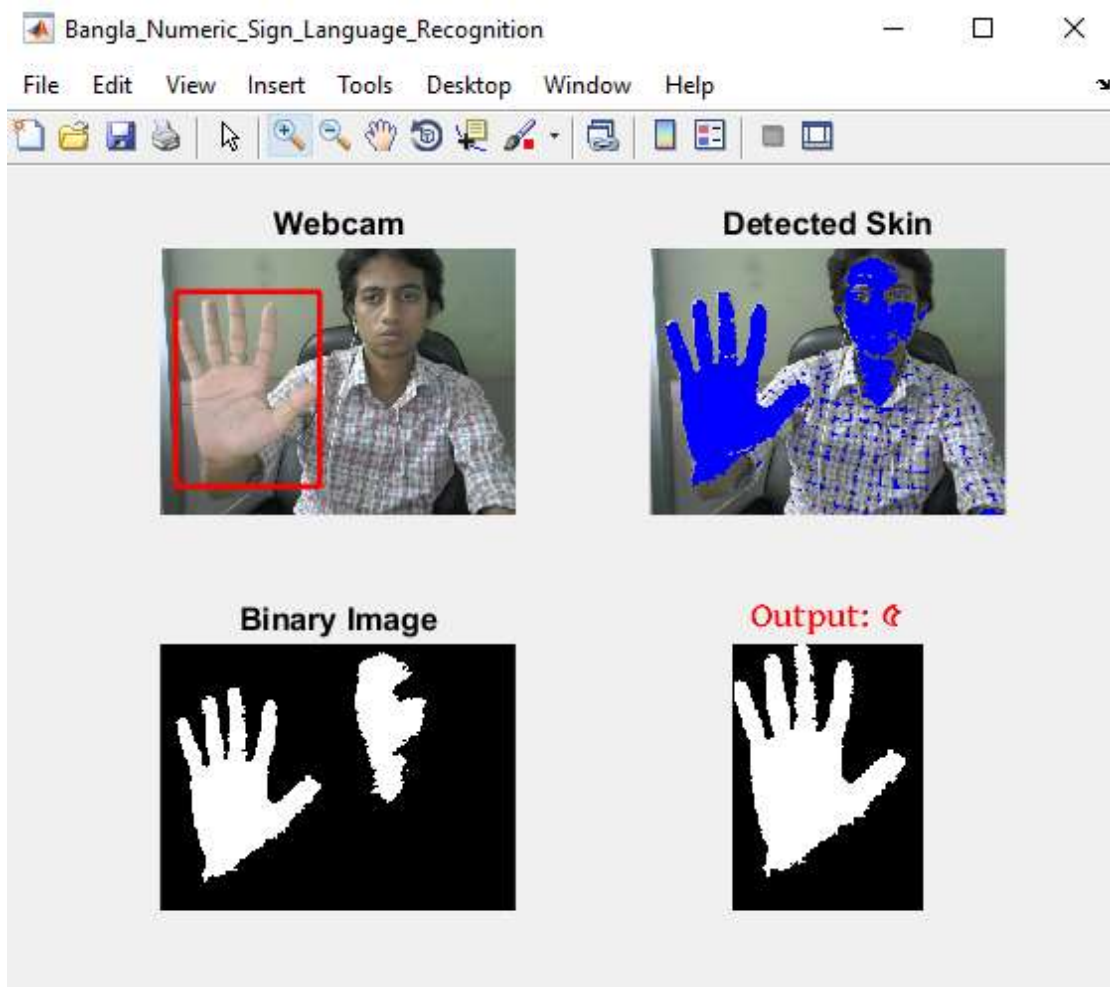 Bangla_Numeric_Sign_Language_Recognition
File Edit View Insert Tools Desktop Window Help
Webcam
Detected Skin
Binary Image
Output: ৫